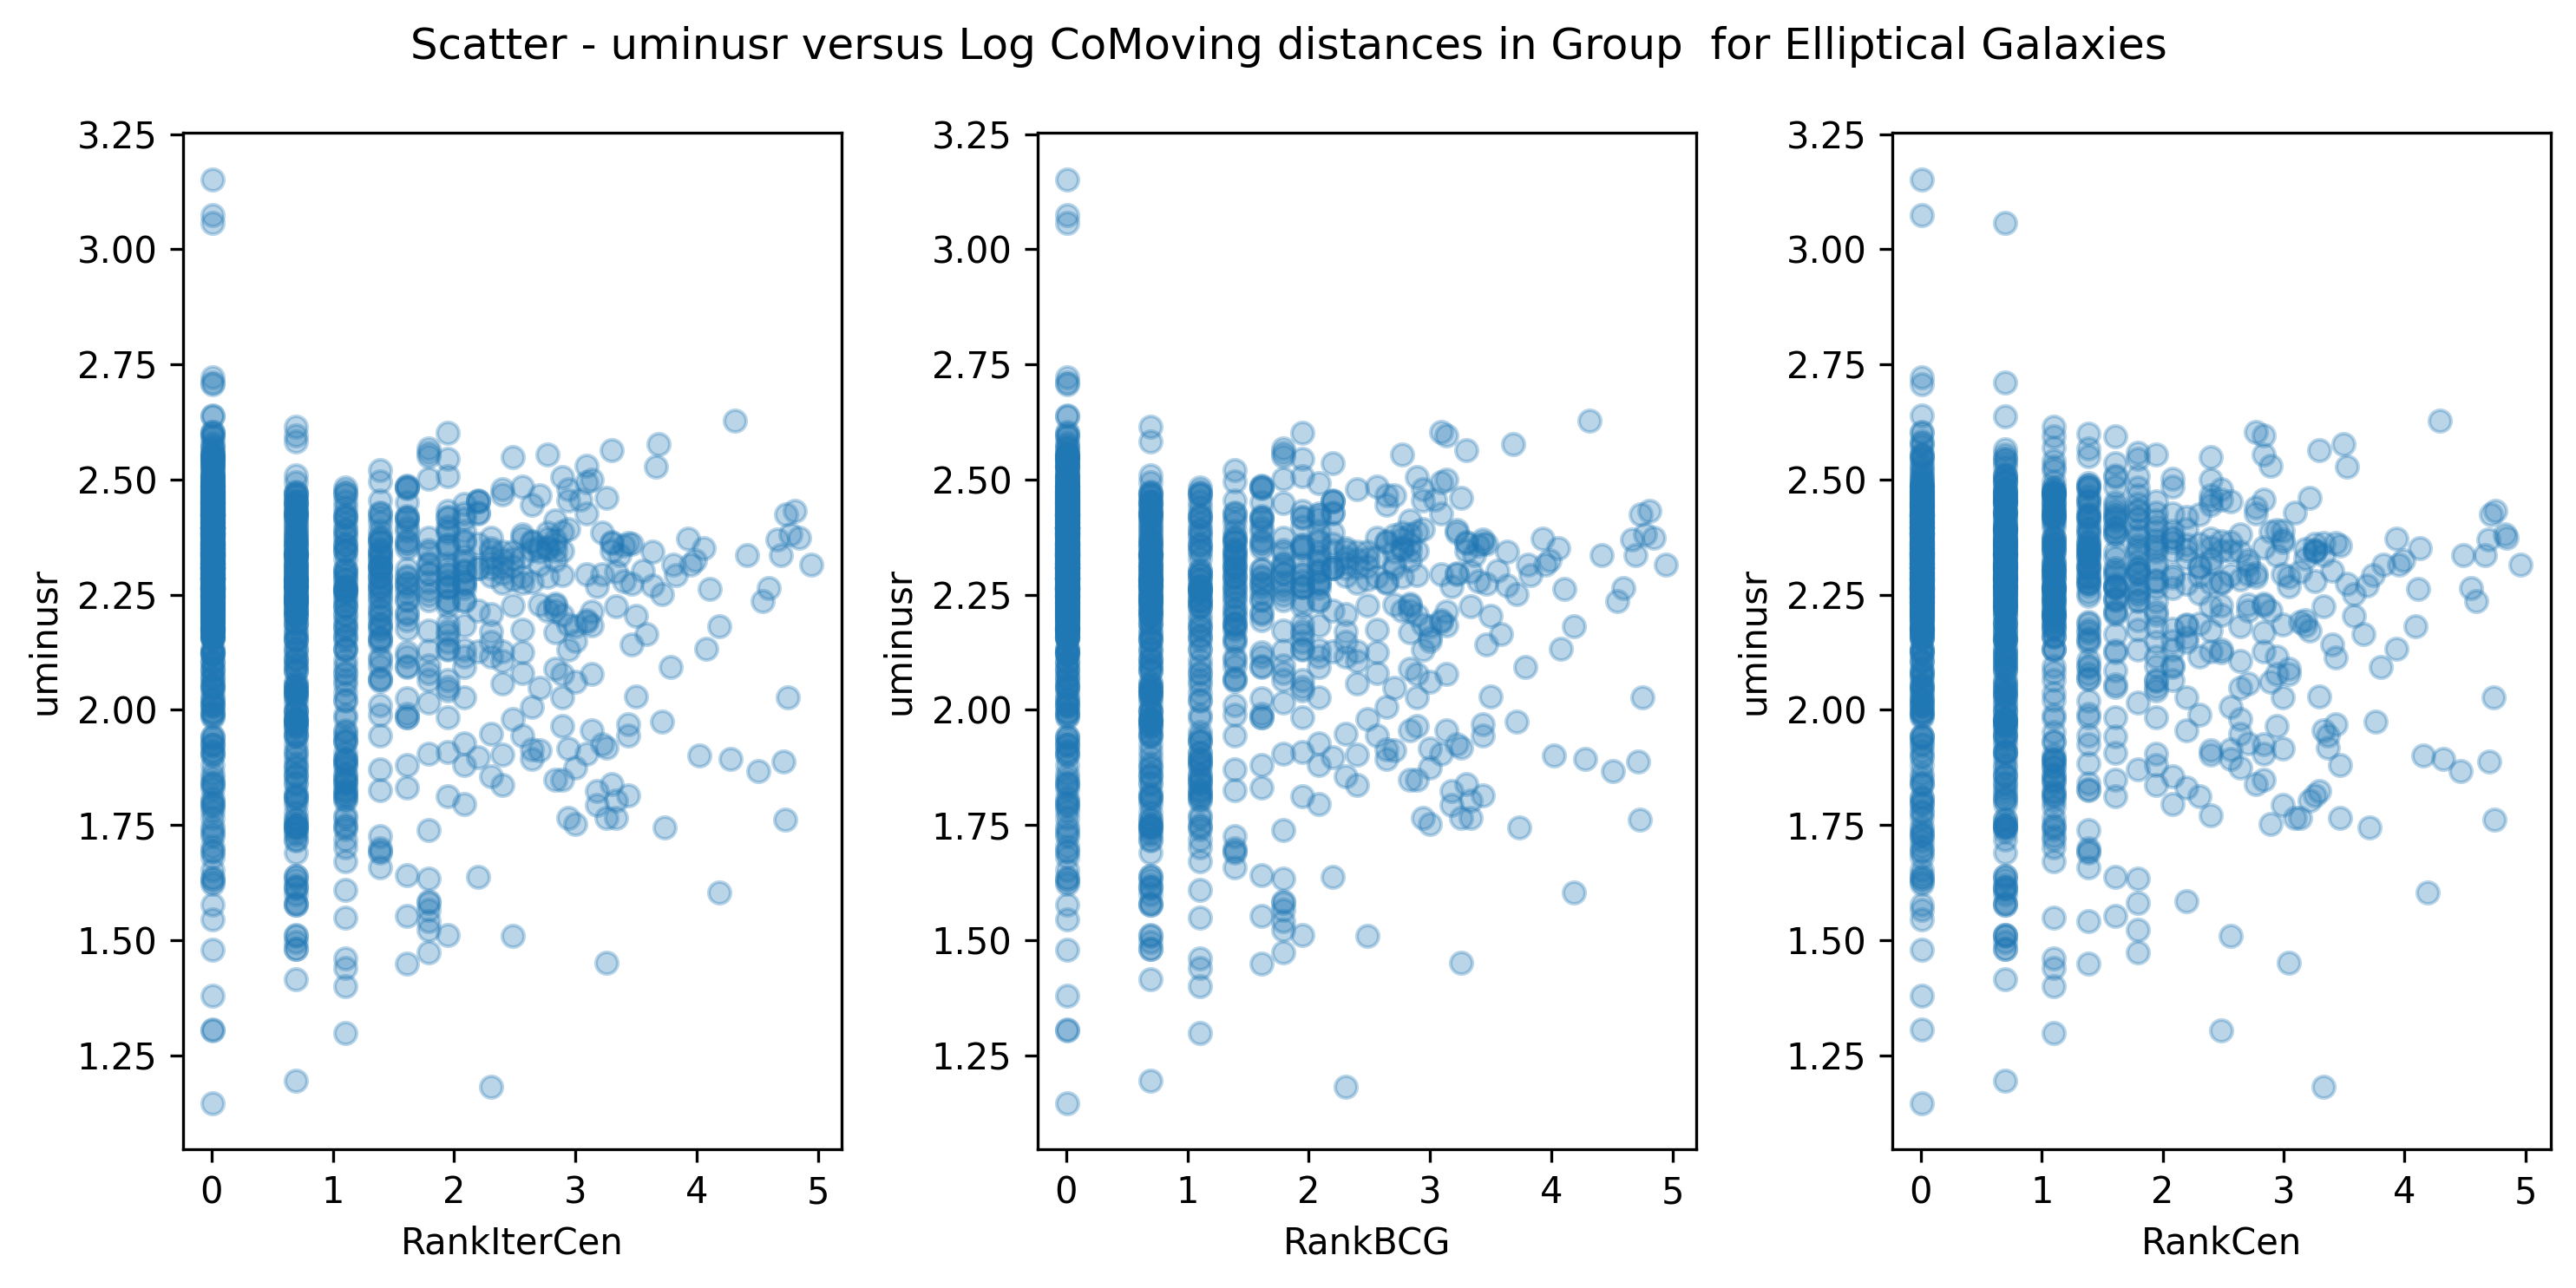 Scatter - uminusr versus Log CoMoving distances in Group  for Elliptical Galaxies
3.25
3.00
2.75
2.50
2.25
2.00
1.75
1.50
1.25
uminusr
0 1 2 3 4 5
RankIterCen
3.25
3.00
2.75
2.50
2.25
2.00
1.75
1.50
1.25
uminusr
0 1 2 3 4 5
RankBCG
3.25
3.00
2.75
2.50
2.25
2.00
1.75
1.50
1.25
uminusr
0 1 2 3 4 5
RankCen